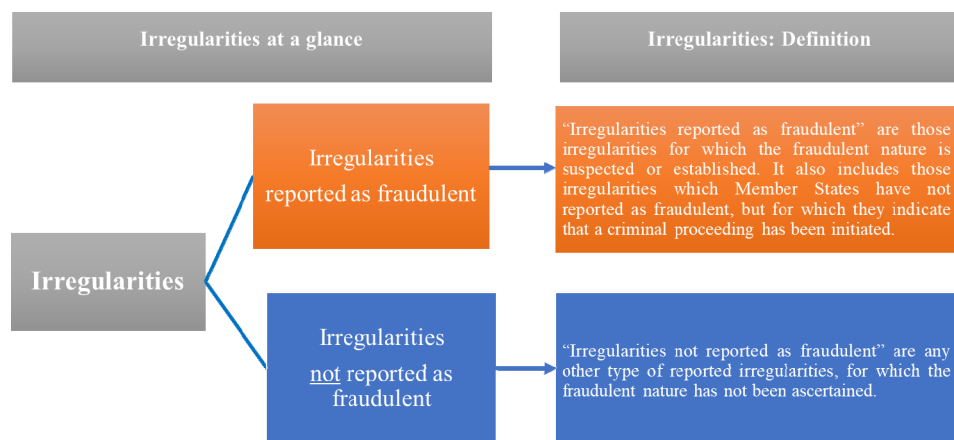 Irregularities at a glance
Irregularities: Definition
Irregularities
Irregularities
reported as fraudulent
“Irregularities reported as fraudulent” are those
irregularities for which the fraudulent nature is
suspected or established. It also includes those
irregularities which Member States have not
reported as fraudulent, but for which they indicate
that a criminal proceeding has been initiated.
Irregularities
not reported as
fraudulent
“Irregularities not reported as fraudulent” are any
other type of reported irregularities, for which the
fraudulent nature has not been ascertained.